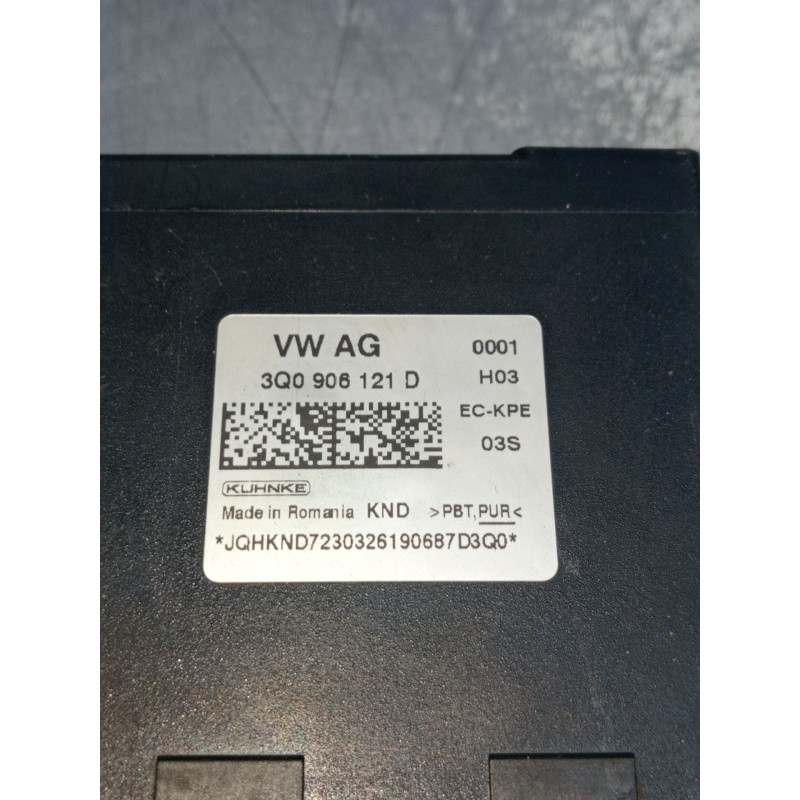 VW AG 0001
3Q0 906 121 D H03
EC-KPE
03S
KUHNKE
Made in Romania KND >PBT,PUR<
*JQHKND7230326190687D3Q0*